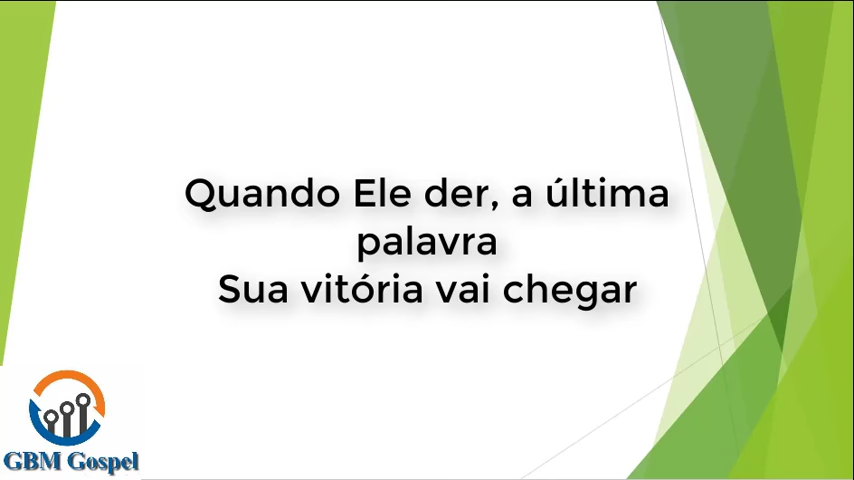 Quando Ele der, a última
palavra
Sua vitória vai chegar
GBM Gospel